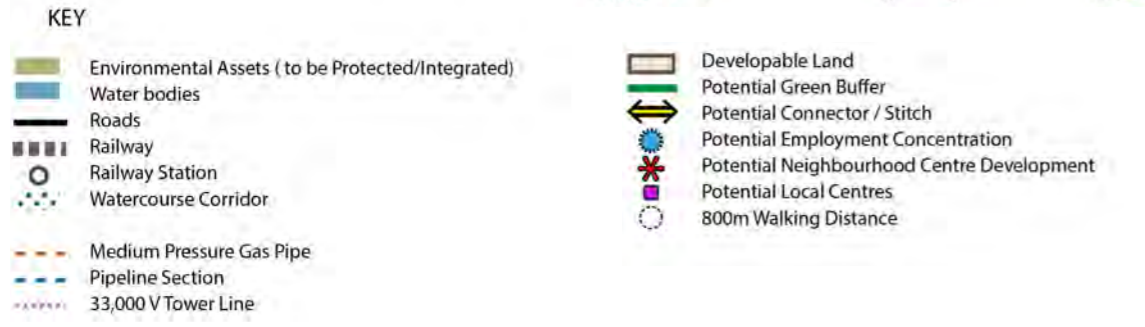 KEY
Environmental Assets ( to be Protected/Integrated)
Water bodies
Roads
Railway
Railway Station
Watercourse Corridor
Medium Pressure Gas Pipe
Pipeline Section
33,000 V Tower Line
Developable Land
Potential Green Buffer
Potential Connector / Stitch
Potential Employment Concentration
Potential Neighbourhood Centre Development
Potential Local Centres
800m Walking Distance